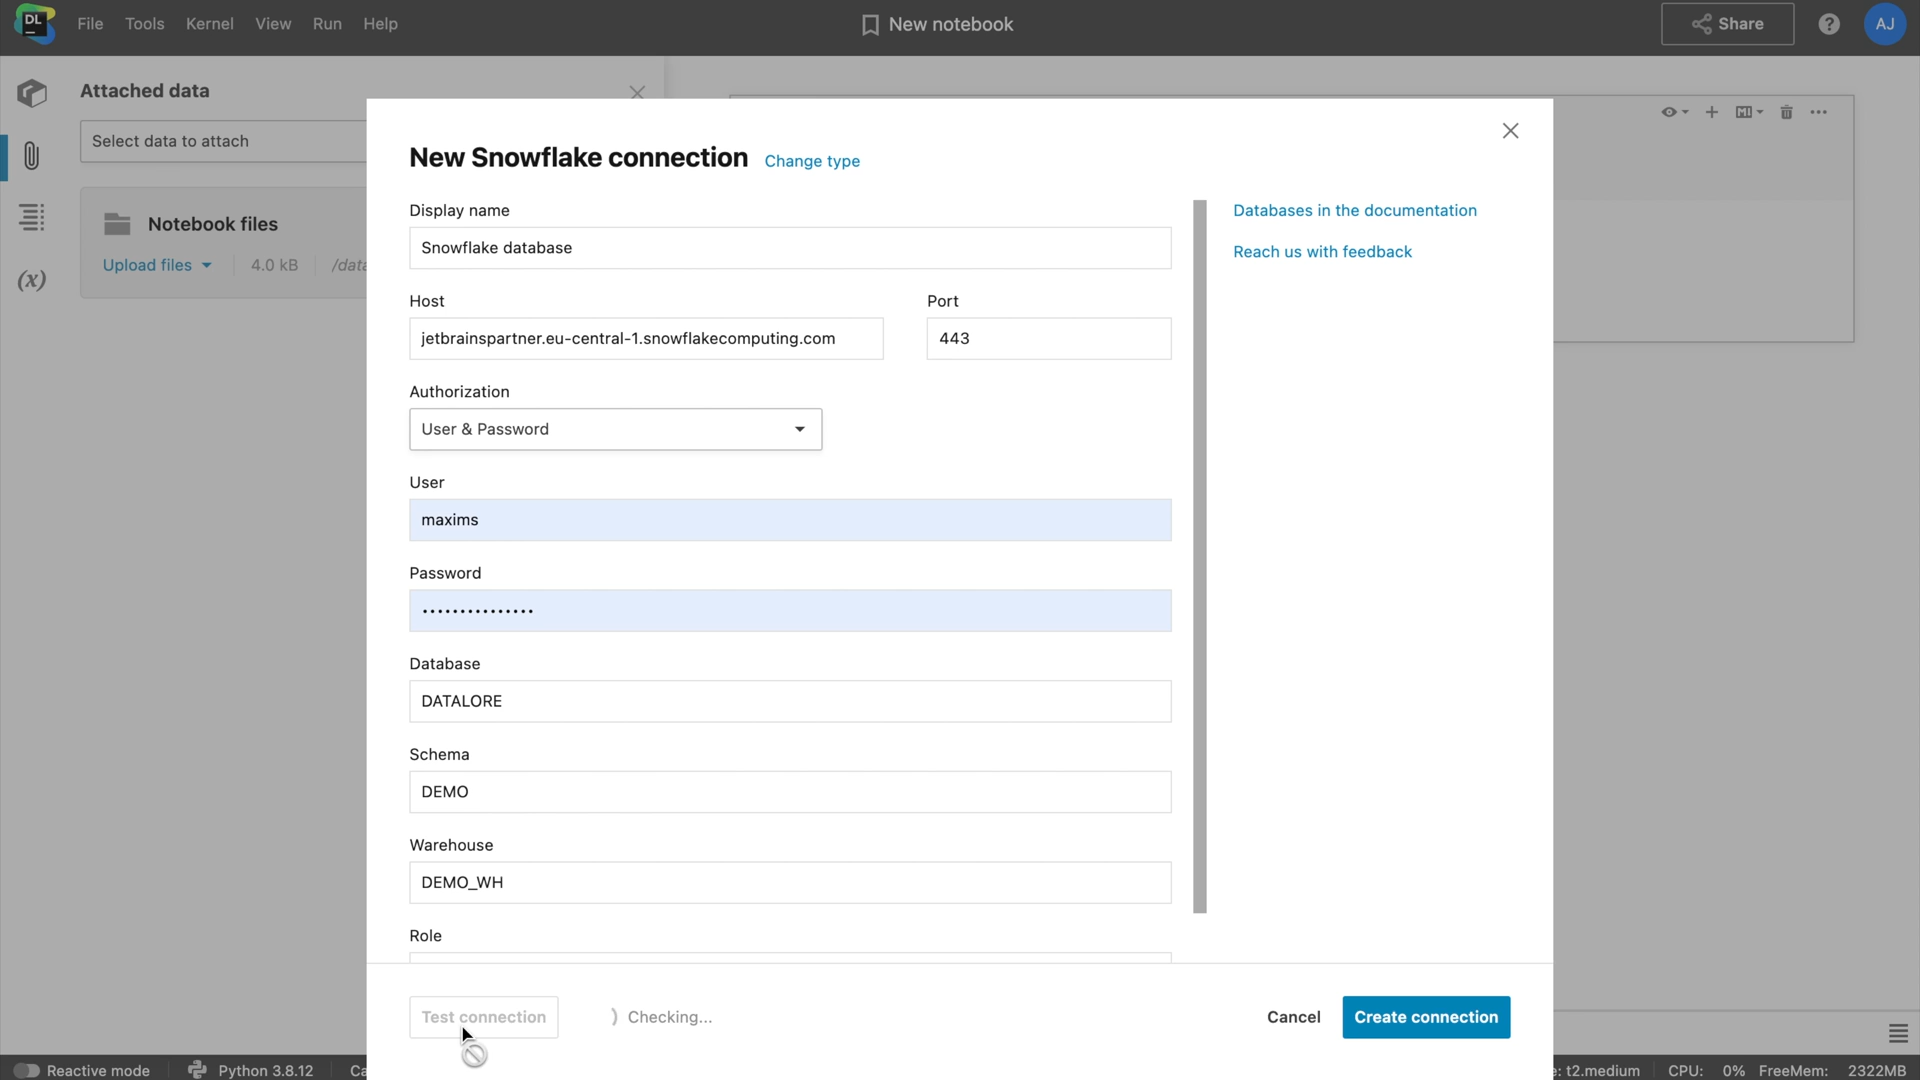 DL File Tools Kernel View Run Help New notebook Share ? AJ
Attached data
Select data to attach
Notebook files
Upload files 4.0 kB
(x)
New Snowflake connection Change type
Display name
Snowflake database
Host Port
jetbrainspartner.eu-central-1.snowflakecomputing.com 443
Authorization
User & Password
User
maxims
Password
•••••••••••••••
Database
DATALORE
Schema
DEMO
Warehouse
DEMO_WH
Role
Databases in the documentation
Reach us with feedback
Test connection Checking... Cancel Create connection
Reactive mode Python 3.8.12 t2.medium CPU: 0% FreeMem: 2322MB